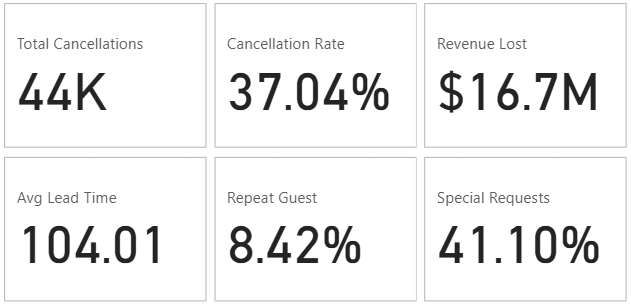 Total Cancellations
44K
Cancellation Rate
37.04%
Revenue Lost
$16.7M
Avg Lead Time
104.01
Repeat Guest
8.42%
Special Requests
41.10%